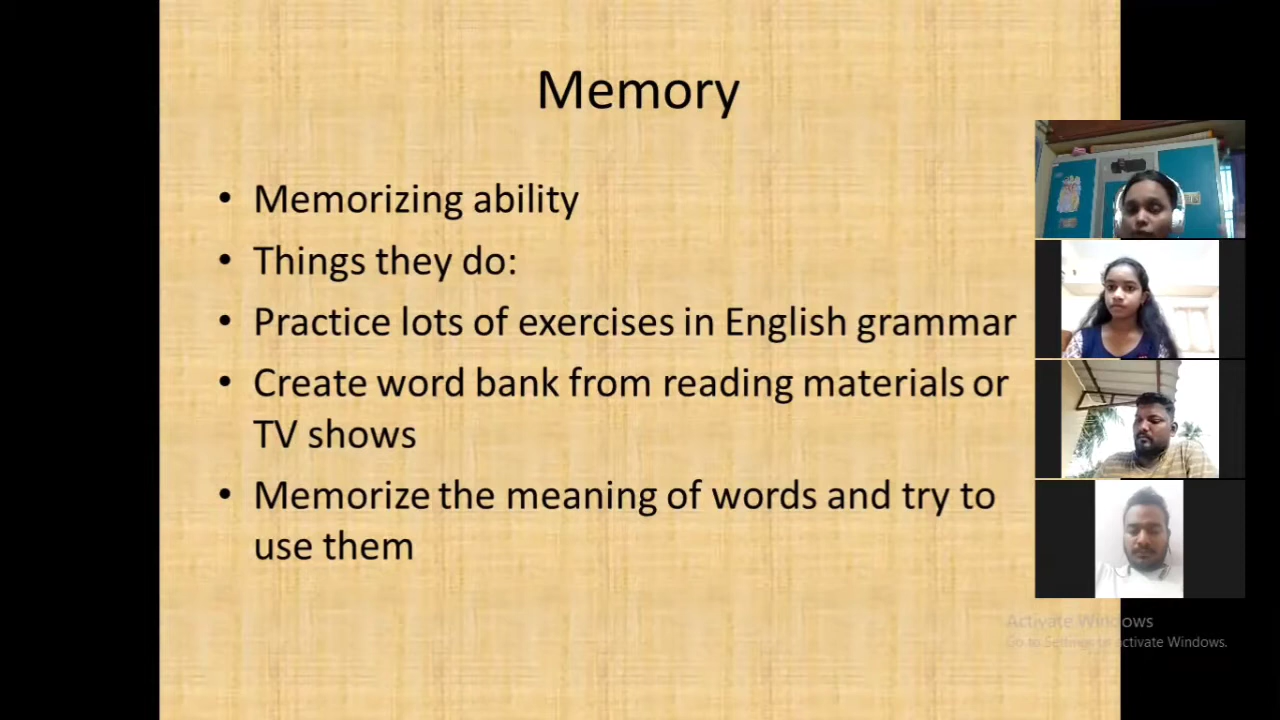 Memory
• Memorizing ability
• Things they do:
• Practice lots of exercises in English grammar
• Create word bank from reading materials or
TV shows
• Memorize the meaning of words and try to
use them
Activate Windows
Go to Settings to activate Windows.